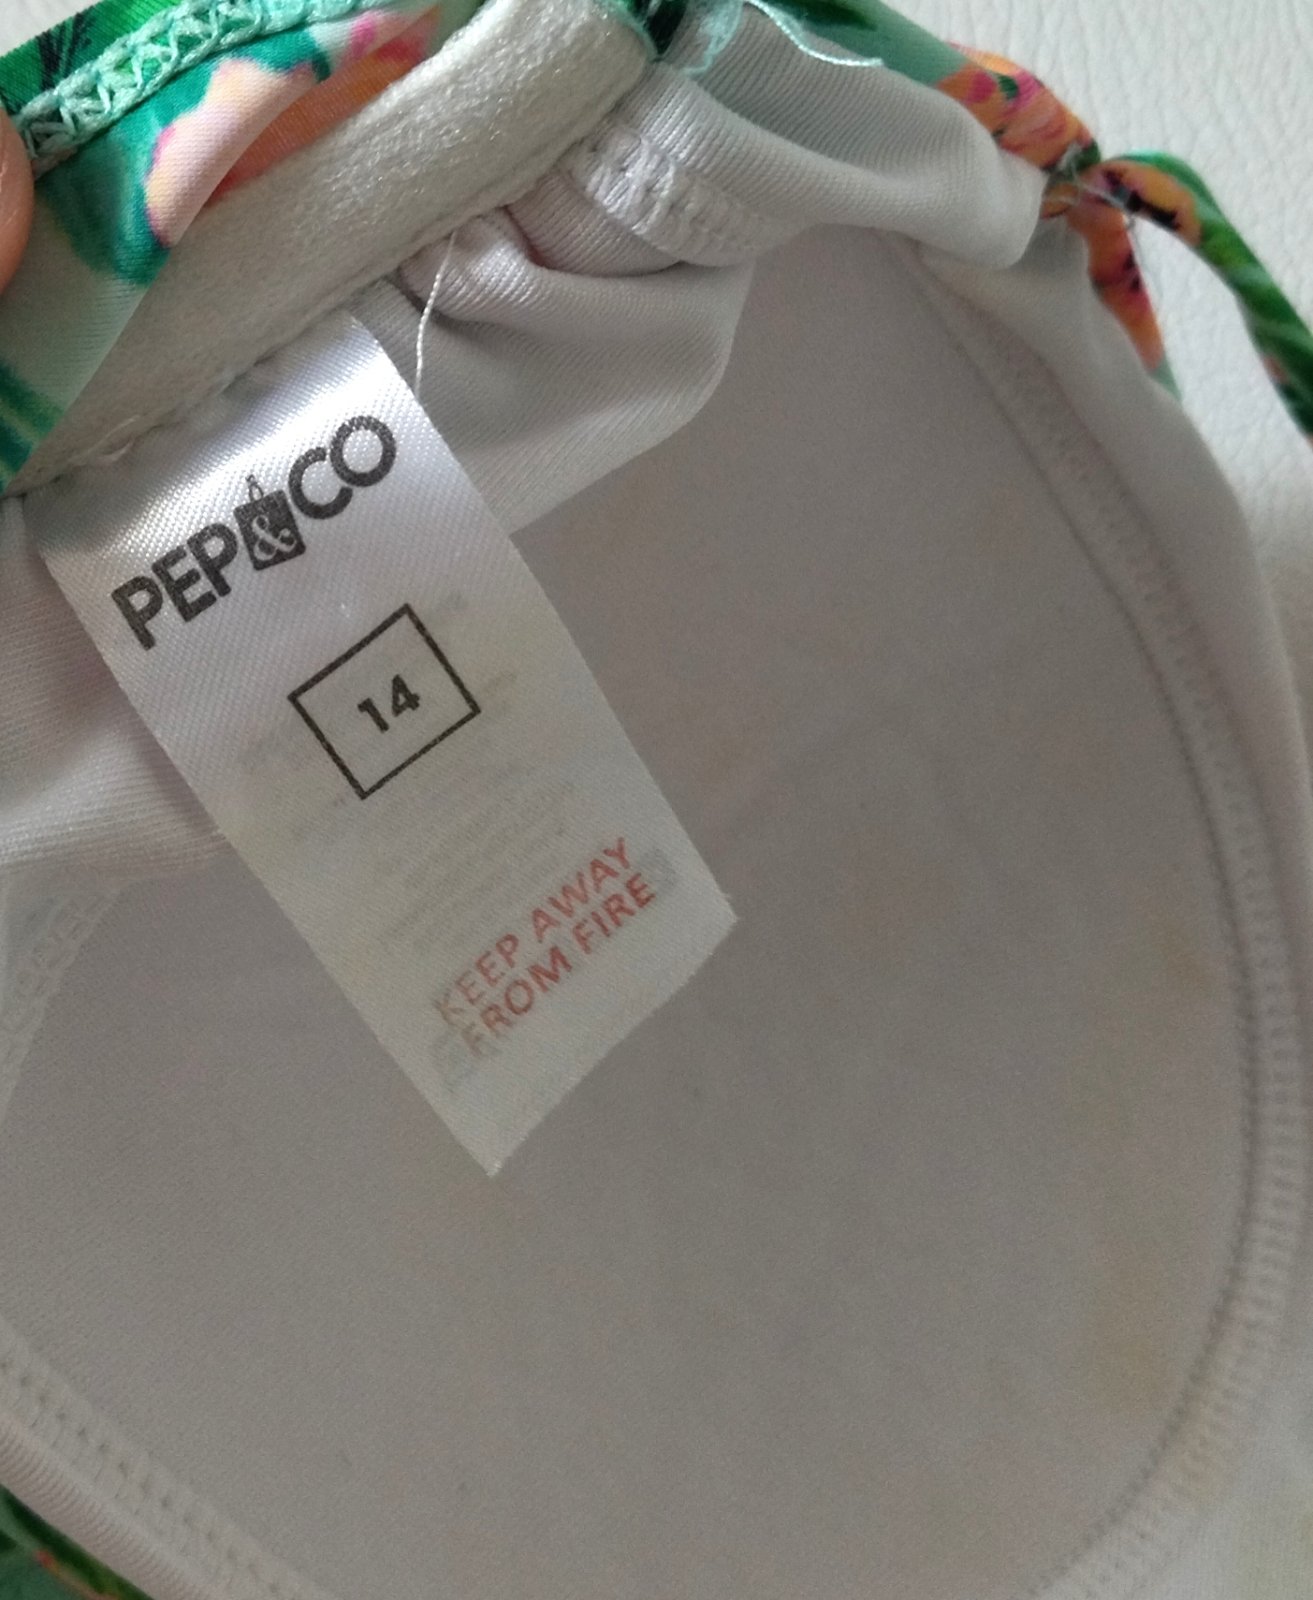 PEP&CO
14
KEEP AWAY
FROM FIRE